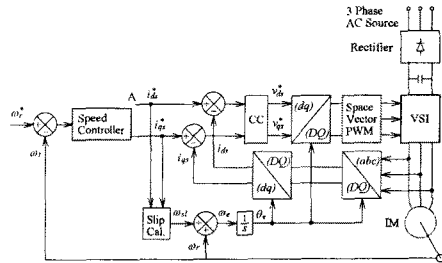 3 Phase
AC Source
Rectifier
A i*ds
v*ds
ω*r
Speed
Controller
i*qs
CC
(dq)
(DQ)
v*qs
Space
Vector
PWM
VSI
iqs
ids
ωr
(DQ)
(dq)
(abc)
(DQ)
Slip
Cal.
ωsl
ωe
1/s
θe
ωr
IM